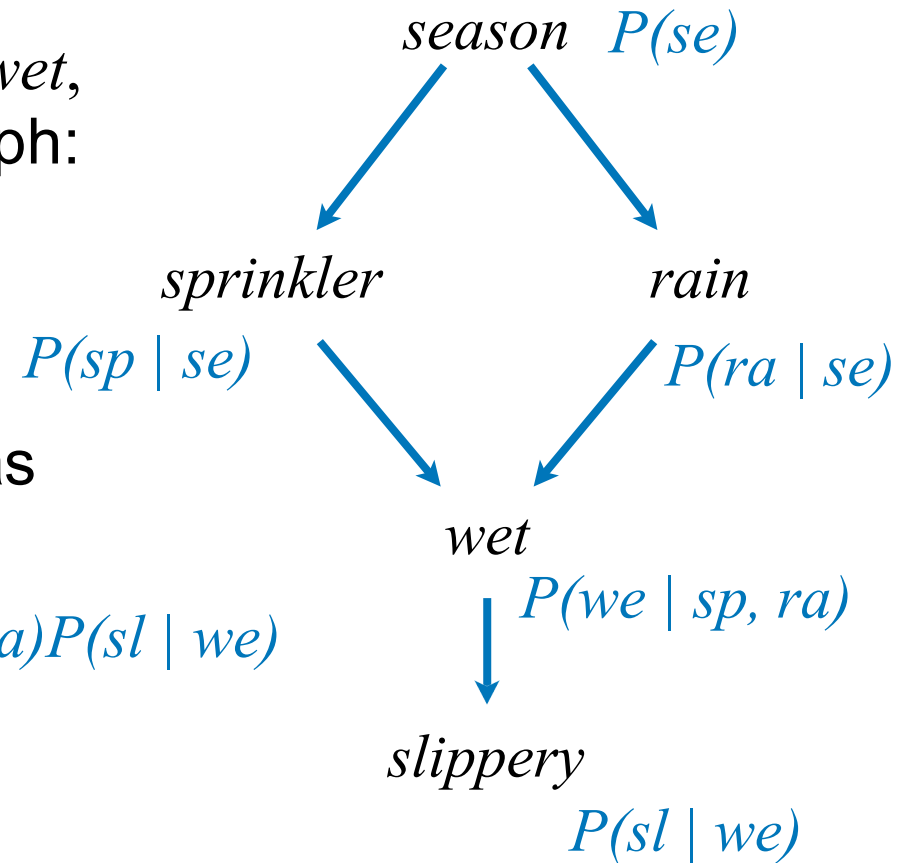 season P(se)
wet,
ph:
sprinkler rain
P(sp | se) P(ra | se)
as
wet
P(we | sp, ra)
a)P(sl | we)
slippery
P(sl | we)